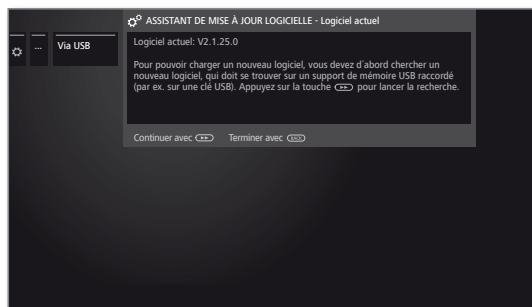 ASSISTANT DE MISE À JOUR LOGICIELLE - Logiciel actuel
... Via USB
Logiciel actuel: V2.1.25.0
Pour pouvoir charger un nouveau logiciel, vous devez d´abord chercher un
nouveau logiciel, qui doit se trouver sur un support de mémoire USB raccordé
(par ex. sur une clé USB). Appuyez sur la touche pour lancer la recherche.
Continuer avec Terminer avec BACK